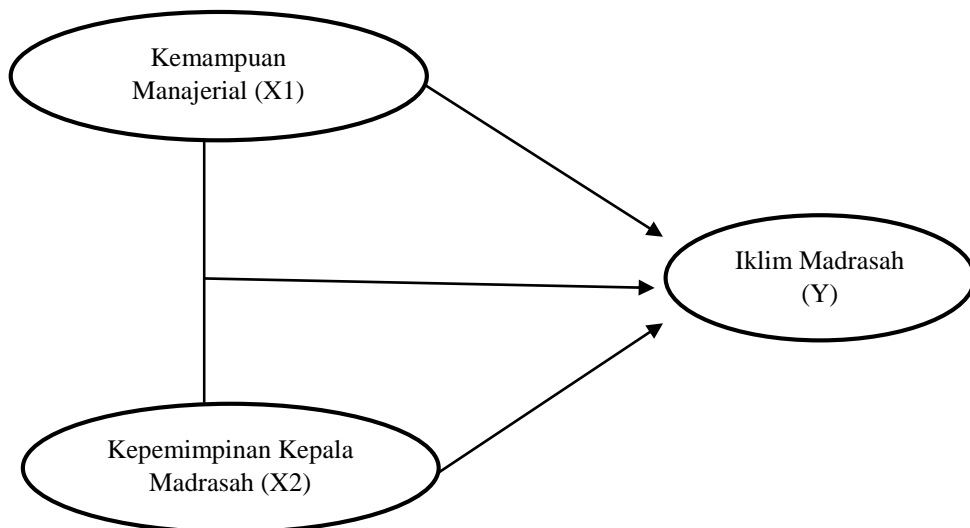 Kemampuan
Manajerial (X1)
Iklim Madrasah
(Y)
Kepemimpinan Kepala
Madrasah (X2)